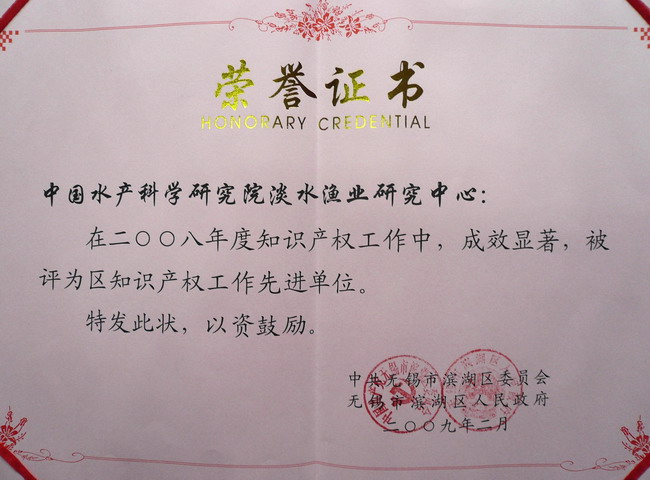 荣誉证书
HONORARY CREDENTIAL
中国水产科学研究院淡水渔业研究中心：
在二〇〇八年度知识产权工作中，成效显著，被
评为区知识产权工作先进单位。
特发此状，以资鼓励。
中共无锡市滨湖区委员会
无锡市滨湖区人民政府
二〇〇九年二月